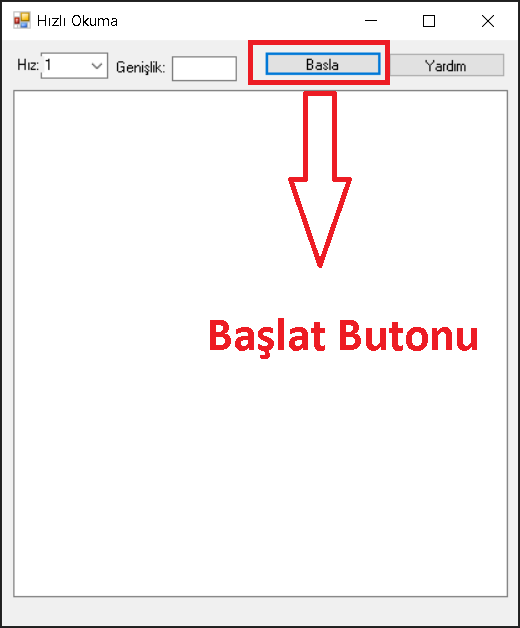 Hızlı Okuma
Hız: 1 Genişlik: Basla Yardım
Başlat Butonu